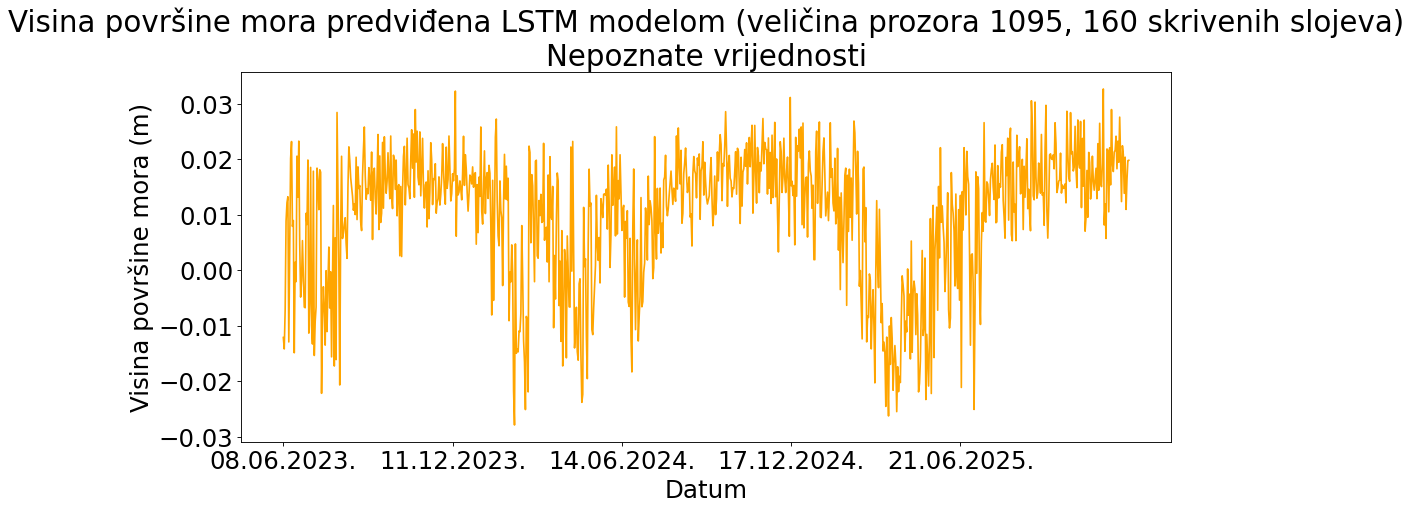 Visina površine mora predviđena LSTM modelom (veličina prozora 1095, 160 skrivenih slojeva)
Nepoznate vrijednosti
Visina površine mora (m)
0.03
0.02
0.01
0.00
−0.01
−0.02
−0.03
08.06.2023. 11.12.2023. 14.06.2024. 17.12.2024. 21.06.2025.
Datum